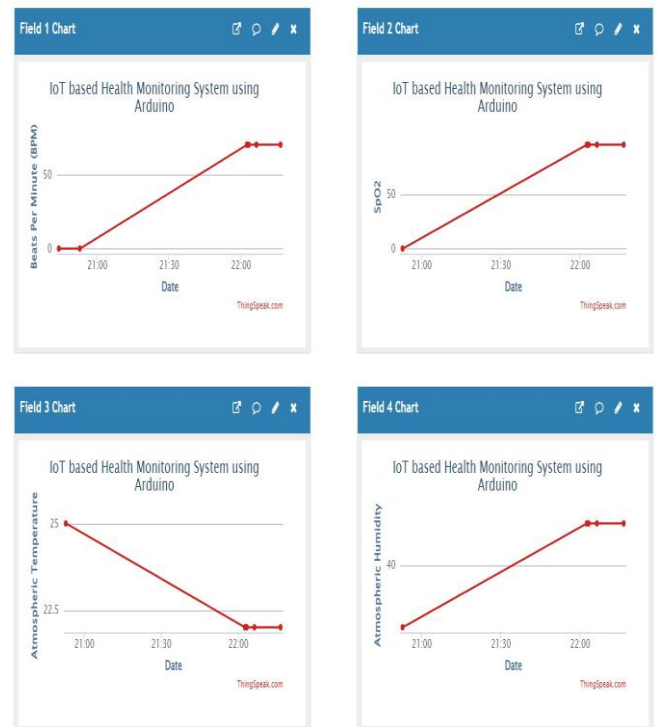 Field 1 Chart
IoT based Health Monitoring System using
Arduino
Beats Per Minute (BPM)
50
0
21:00 21:30 22:00
Date
ThingSpeak.com
Field 2 Chart
IoT based Health Monitoring System using
Arduino
SpO2
50
0
21:00 21:30 22:00
Date
ThingSpeak.com
Field 3 Chart
IoT based Health Monitoring System using
Arduino
Atmospheric Temperature
25
22.5
21:00 21:30 22:00
Date
ThingSpeak.com
Field 4 Chart
IoT based Health Monitoring System using
Arduino
Atmospheric Humidity
40
21:00 21:30 22:00
Date
ThingSpeak.com